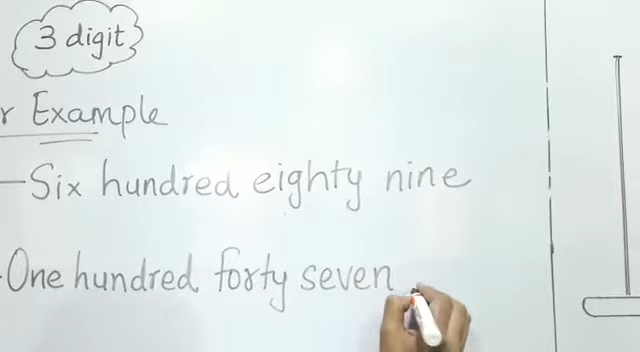 3 digit
r Example
- Six hundred eighty nine
- One hundred forty seven